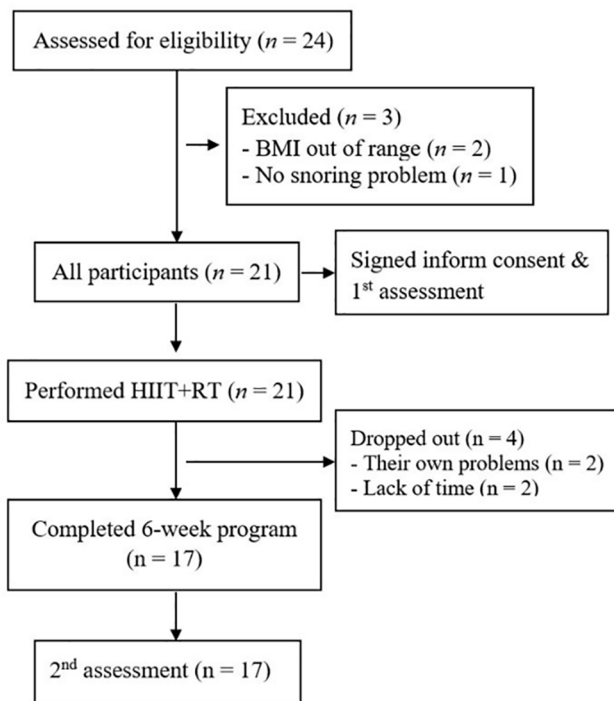 Assessed for eligibility (n = 24)
Excluded (n = 3)
- BMI out of range (n = 2)
- No snoring problem (n = 1)
All participants (n = 21)
Signed inform consent &
1st assessment
Performed HIIT+RT (n = 21)
Dropped out (n = 4)
- Their own problems (n = 2)
- Lack of time (n = 2)
Completed 6-week program
(n = 17)
2nd assessment (n = 17)